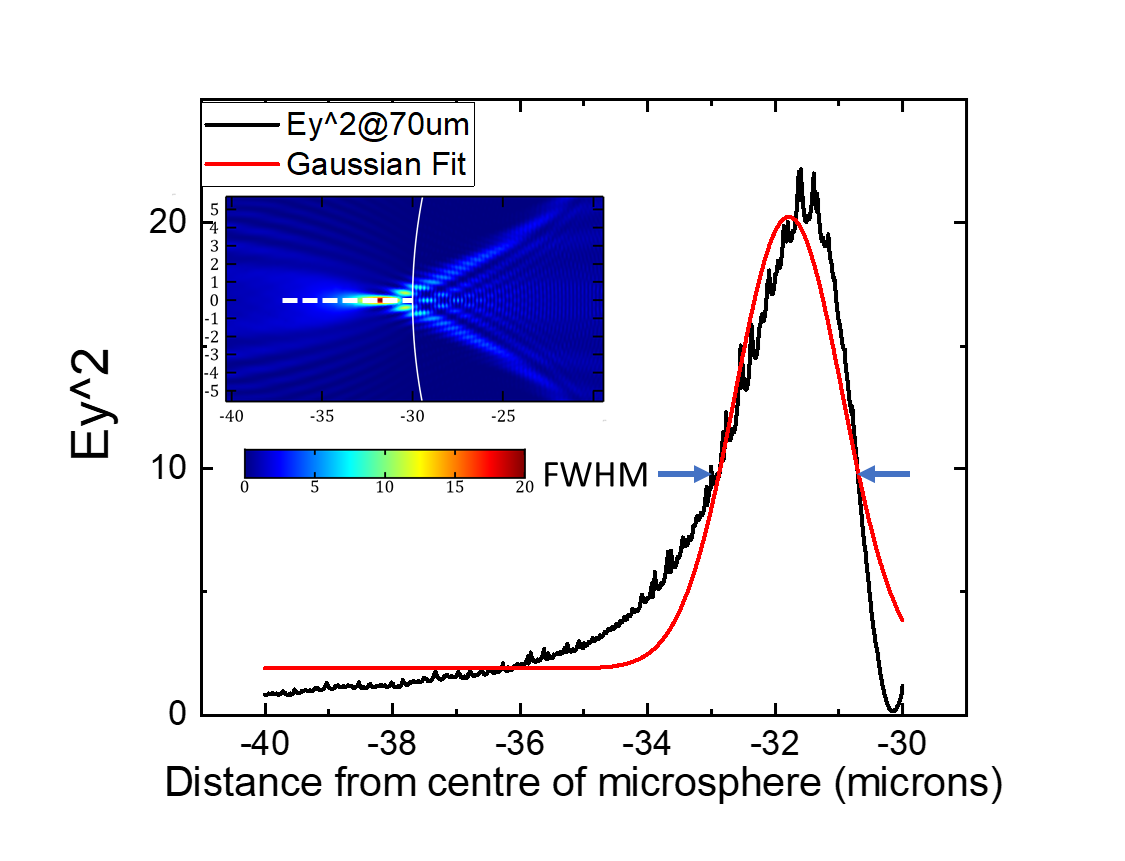 Ey^2@70um
Gaussian Fit
20
10
0
Ey^2
5
4
3
2
1
0
-1
-2
-3
-4
-5
-40 -35 -30 -25
0 5 10 15 20
FWHM
-40 -38 -36 -34 -32 -30
Distance from centre of microsphere (microns)